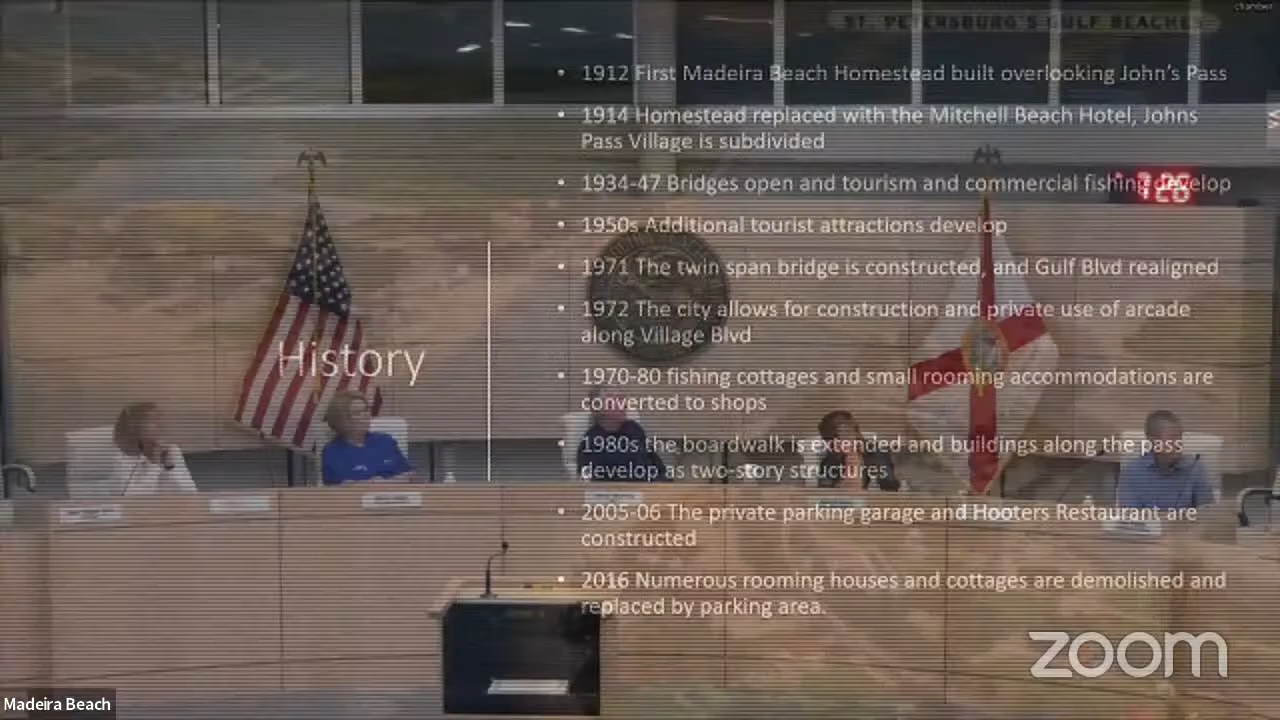 chamber
ST. PETERSBURG'S GULF BEACHES
• 1912 First Madeira Beach Homestead built overlooking John's Pass
• 1914 Homestead replaced with the Mitchell Beach Hotel, Johns
Pass Village is subdivided
• 1934-47 Bridges open and tourism and commercial fishing develop
7:26
• 1950s Additional tourist attractions develop
• 1971 The twin span bridge is constructed, and Gulf Blvd realigned
• 1972 The city allows for construction and private use of arcade
along Village Blvd
History
• 1970-80 fishing cottages and small rooming accommodations are
converted to shops
• 1980s the boardwalk is extended and buildings along the pass
develop as two-story structures
• 2005-06 The private parking garage and Hooters Restaurant are
constructed
• 2016 Numerous rooming houses and cottages are demolished and
replaced by parking area.
zoom
Madeira Beach